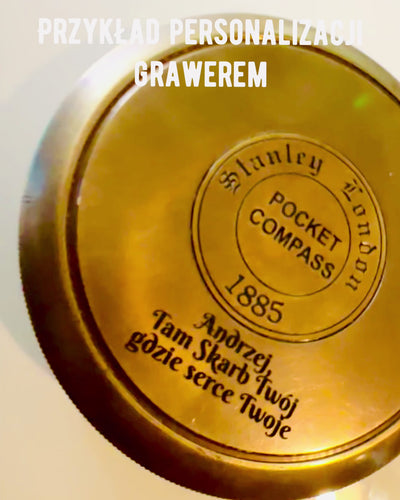 PRZYKŁAD PERSONALIZACJI
GRAWEREM
Stanley London
POCKET
COMPASS
1885
Andrzej,
Tam Skarb Twój
gdzie serce Twoje